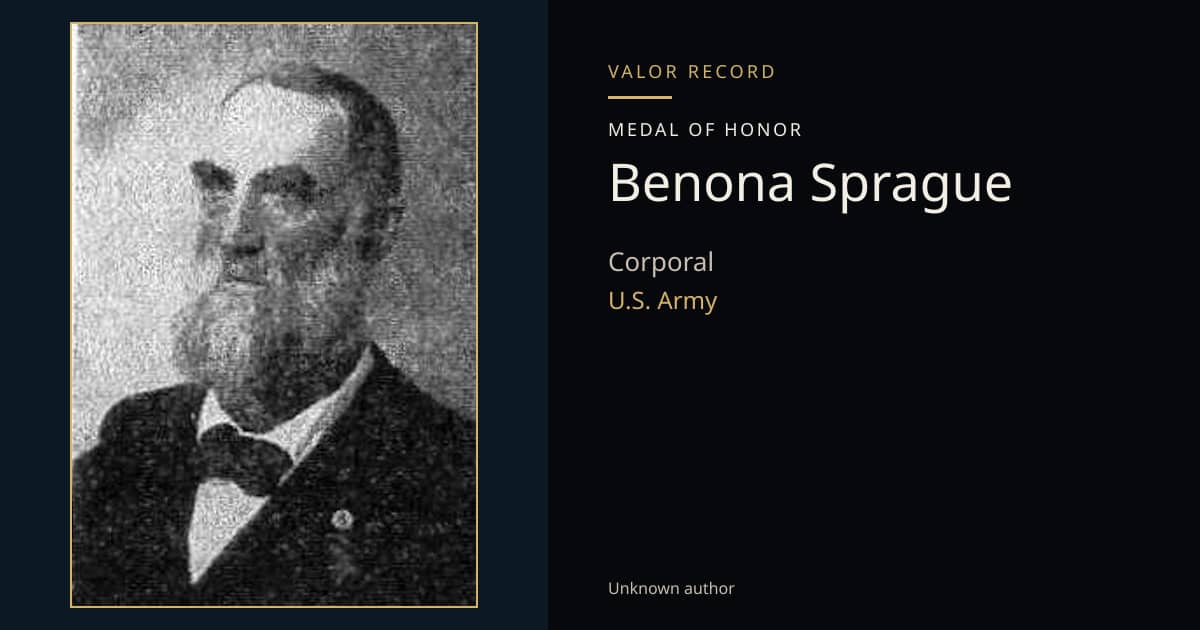 VALOR RECORD
MEDAL OF HONOR
Benona Sprague
Corporal
U.S. Army
Unknown author